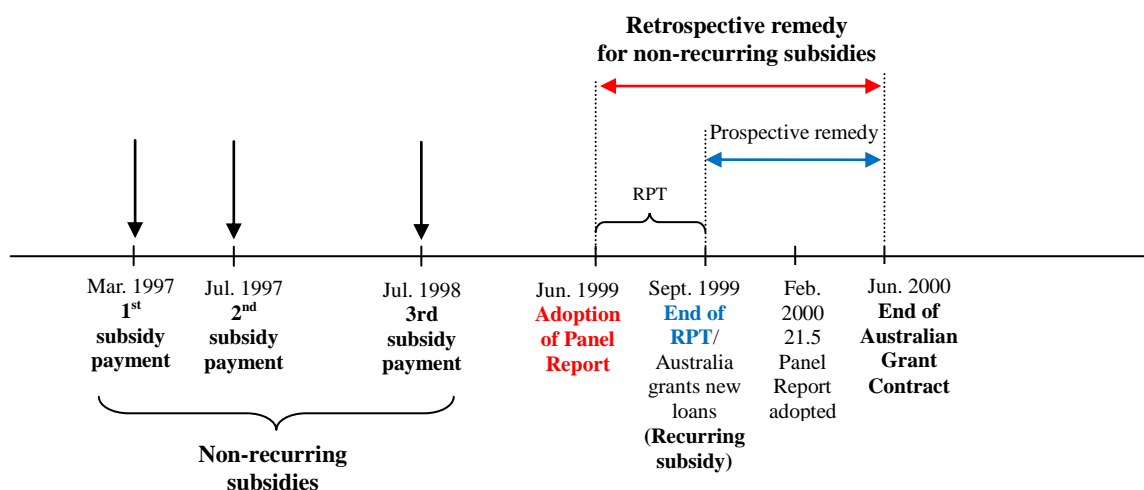 Retrospective remedy
for non-recurring subsidies
Prospective remedy
RPT
Mar. 1997
1st
subsidy
payment
Jul. 1997
2nd
subsidy
payment
Jul. 1998
3rd
subsidy
payment
Jun. 1999
Adoption
of Panel
Report
Sept. 1999
End of
RPT/
Australia
grants new
loans
(Recurring
subsidy)
Feb.
2000
21.5
Panel
Report
adopted
Jun. 2000
End of
Australian
Grant
Contract
Non-recurring
subsidies